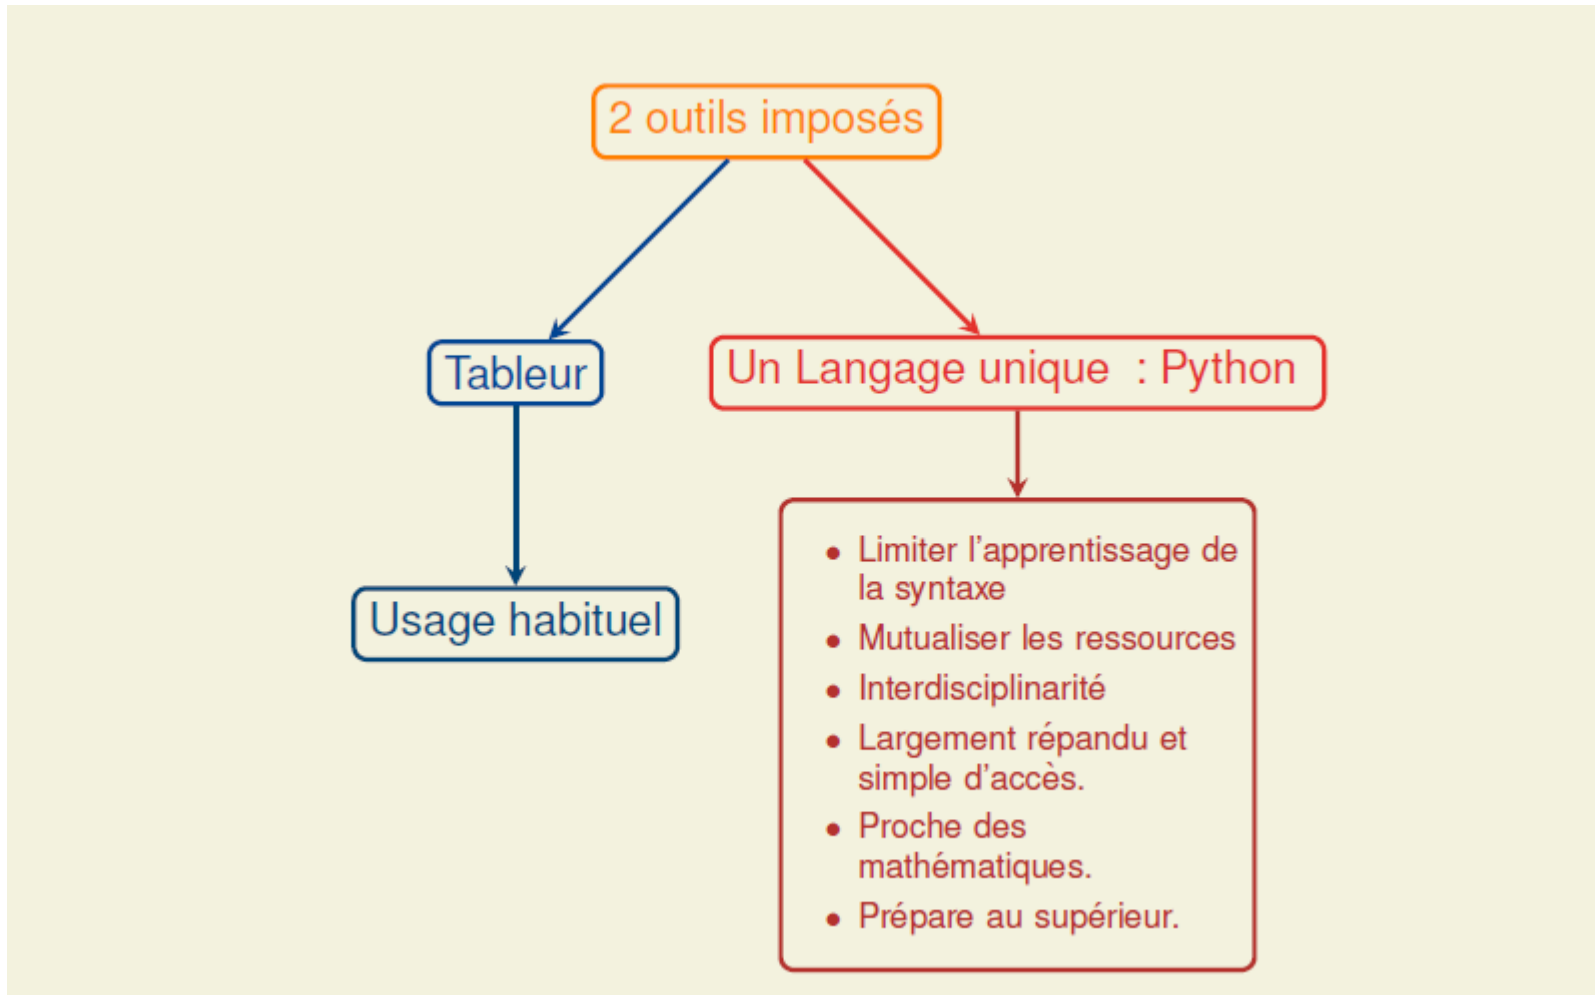 2 outils imposés
Tableur
Un Langage unique : Python
Usage habituel
• Limiter l'apprentissage de
la syntaxe
• Mutualiser les ressources
• Interdisciplinarité
• Largement répandu et
simple d'accès.
• Proche des
mathématiques.
• Prépare au supérieur.